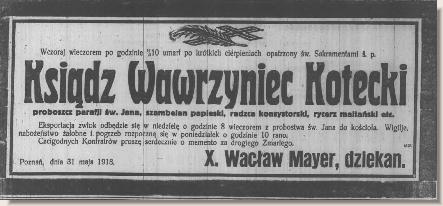 Wczoraj wieczorem po godzinie ¾10 umarł po krótkich cierpieniach opatrzony św. Sakramentami ś. p.
Ksiądz Wawrzyniec Kotecki
proboszcz parafji św. Jana, szambelan papieski, radzca konsystorski, rycerz maltański etc.
Eksportacja zwłok odbędzie się w niedzielę o godzinie 8 wieczorem z probostwa św. Jana do kościoła. Wigilje,
nabożeństwo żałobne i pogrzeb rozpoczną się w poniedziałek o godzinie 10 rano.
Czcigodnych Konfratrów proszę serdecznie o memento za drogiego Zmarłego.
Poznań, dnia 31 maja 1918.
X. Wacław Mayer, dziekan.